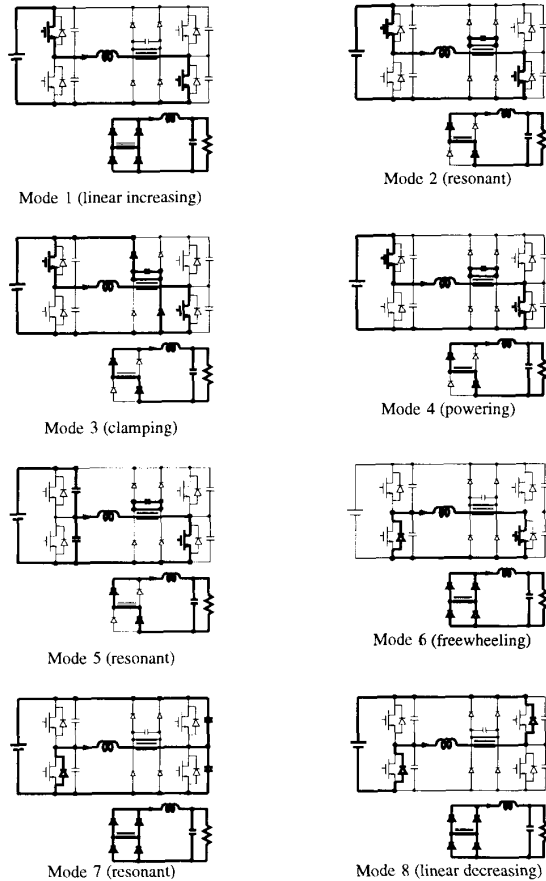 Mode 1 (linear increasing)
Mode 2 (resonant)
Mode 3 (clamping)
Mode 4 (powering)
Mode 5 (resonant)
Mode 6 (freewheeling)
Mode 7 (resonant)
Mode 8 (linear decreasing)